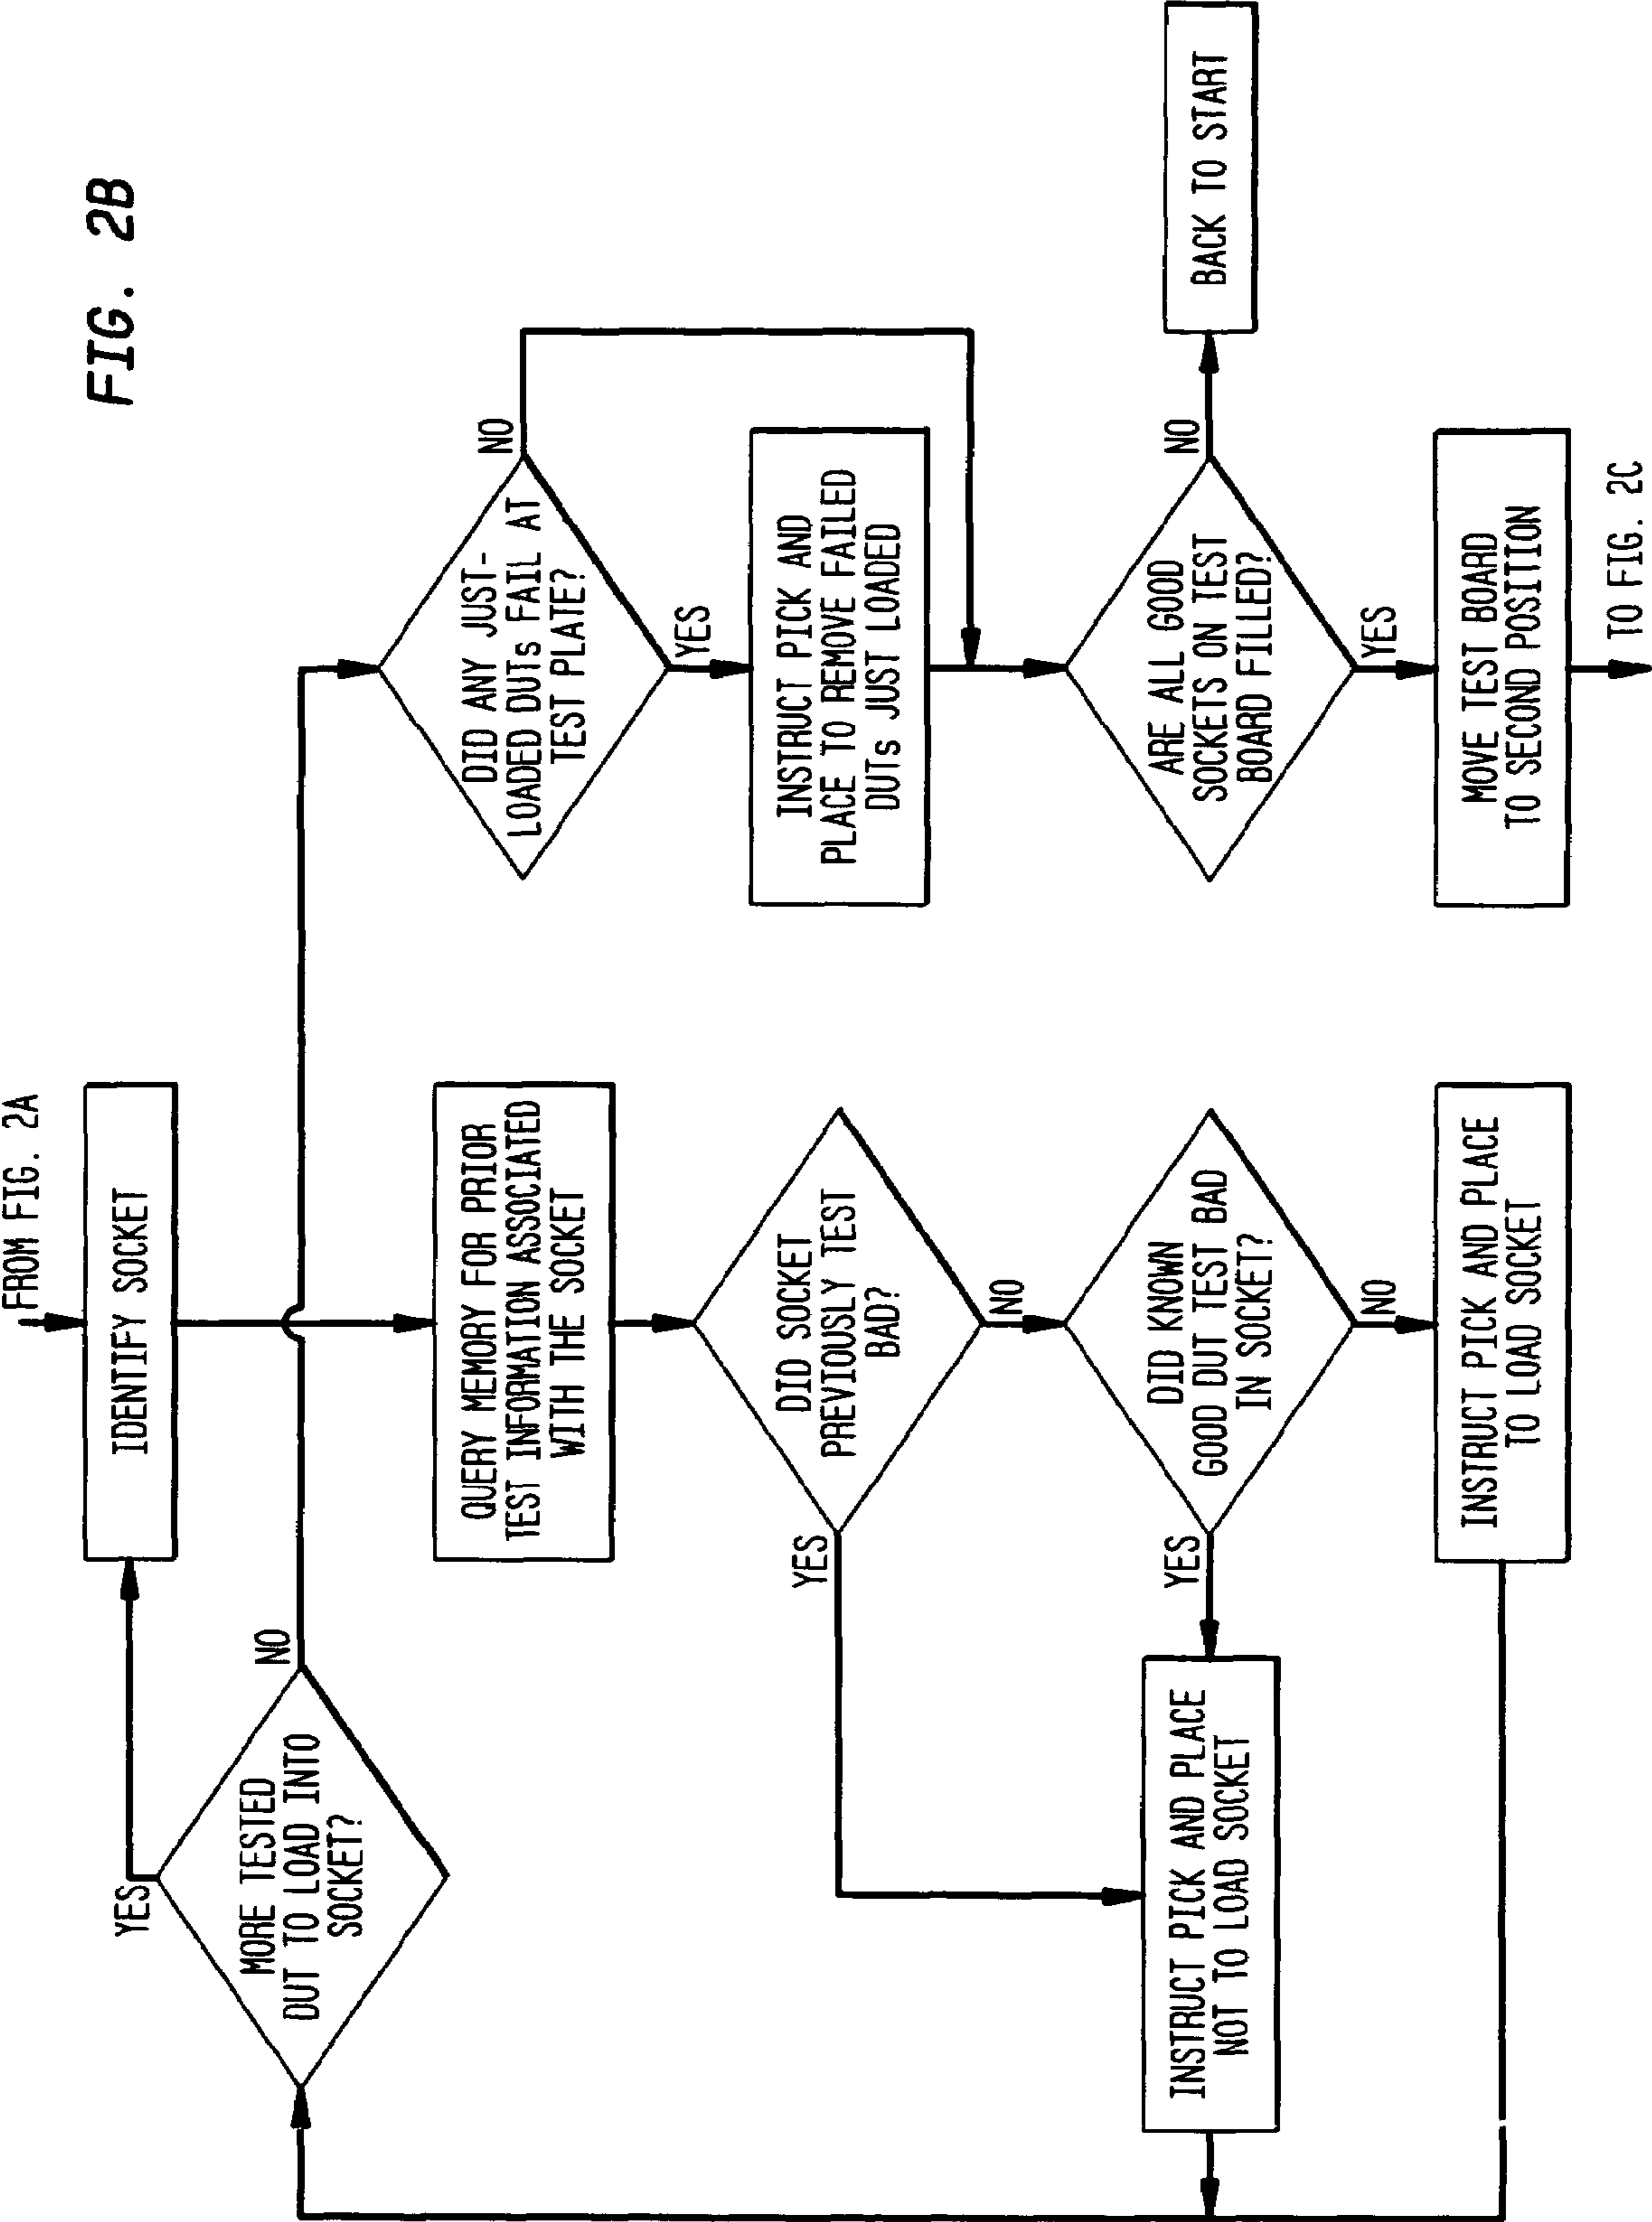 FIG. 2B
FROM FIG. 2A
IDENTIFY SOCKET
YES
MORE TESTED
DUT TO LOAD INTO
SOCKET?
NO
QUERY MEMORY FOR PRIOR
TEST INFORMATION ASSOCIATED
WITH THE SOCKET
DID SOCKET
PREVIOUSLY TEST
BAD?
YES
NO
DID KNOWN
GOOD DUT TEST BAD
IN SOCKET?
YES
NO
INSTRUCT PICK AND PLACE
NOT TO LOAD SOCKET
INSTRUCT PICK AND PLACE
TO LOAD SOCKET
DID ANY JUST-
LOADED DUTs FAIL AT
TEST PLATE?
NO
YES
INSTRUCT PICK AND
PLACE TO REMOVE FAILED
DUTs JUST LOADED
ARE ALL GOOD
SOCKETS ON TEST
BOARD FILLED?
NO
BACK TO START
YES
MOVE TEST BOARD
TO SECOND POSITION
TO FIG. 2C